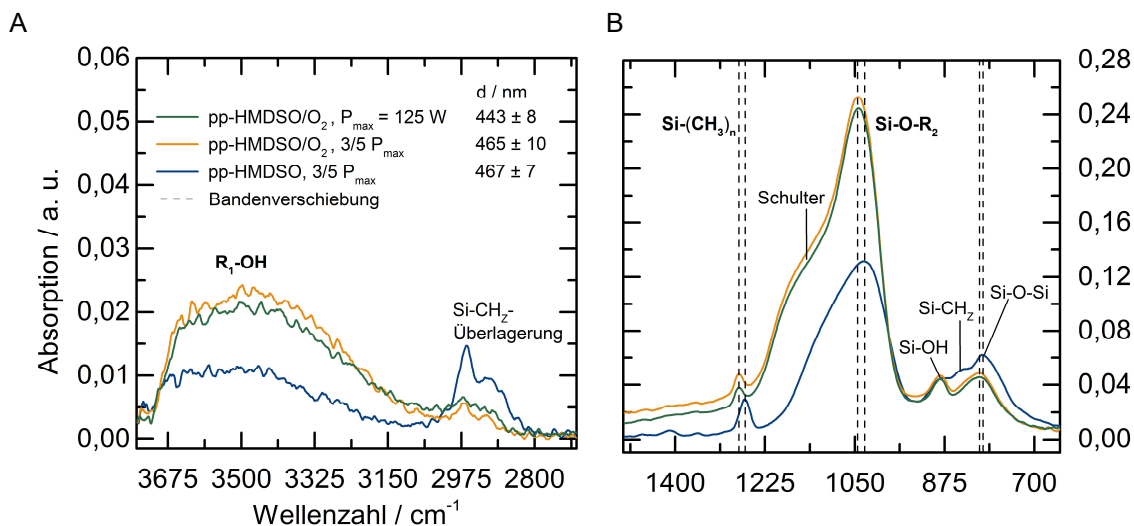 A
B
0,06
0,05
0,04
0,03
0,02
0,01
0,00
Absorption / a. u.
d / nm
pp-HMDSO/O₂, Pmax = 125 W 443 ± 8
pp-HMDSO/O₂, 3/5 Pmax 465 ± 10
pp-HMDSO, 3/5 Pmax 467 ± 7
Bandenverschiebung
R₁-OH
Si-CHZ-
Überlagerung
3675 3500 3325 3150 2975 2800
Wellenzahl / cm⁻¹
Si-(CH₃)n
Si-O-R₂
Schulter
Si-CHZ
Si-O-Si
Si-OH
0,28
0,24
0,20
0,16
0,12
0,08
0,04
0,00
1400 1225 1050 875 700